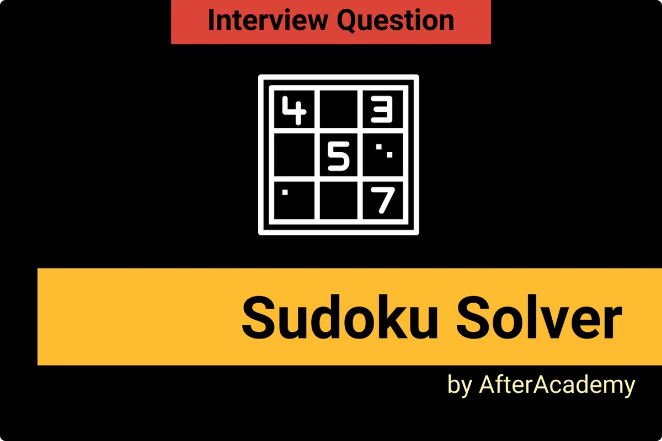 Interview Question
4 3
5
7
Sudoku Solver
by AfterAcademy